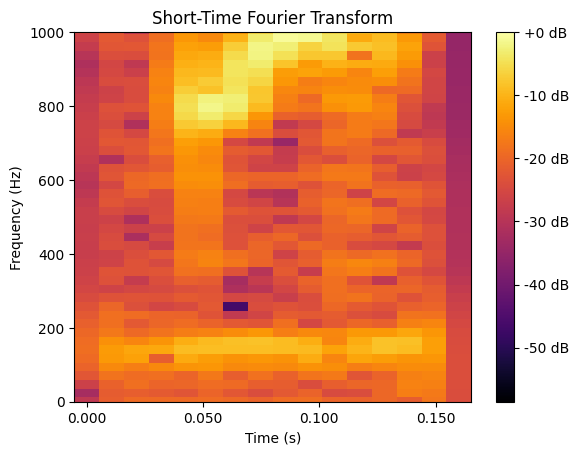 Short-Time Fourier Transform
1000
800
600
400
200
0
Frequency (Hz)
0.000
0.050
0.100
0.150
Time (s)
+0 dB
-10 dB
-20 dB
-30 dB
-40 dB
-50 dB